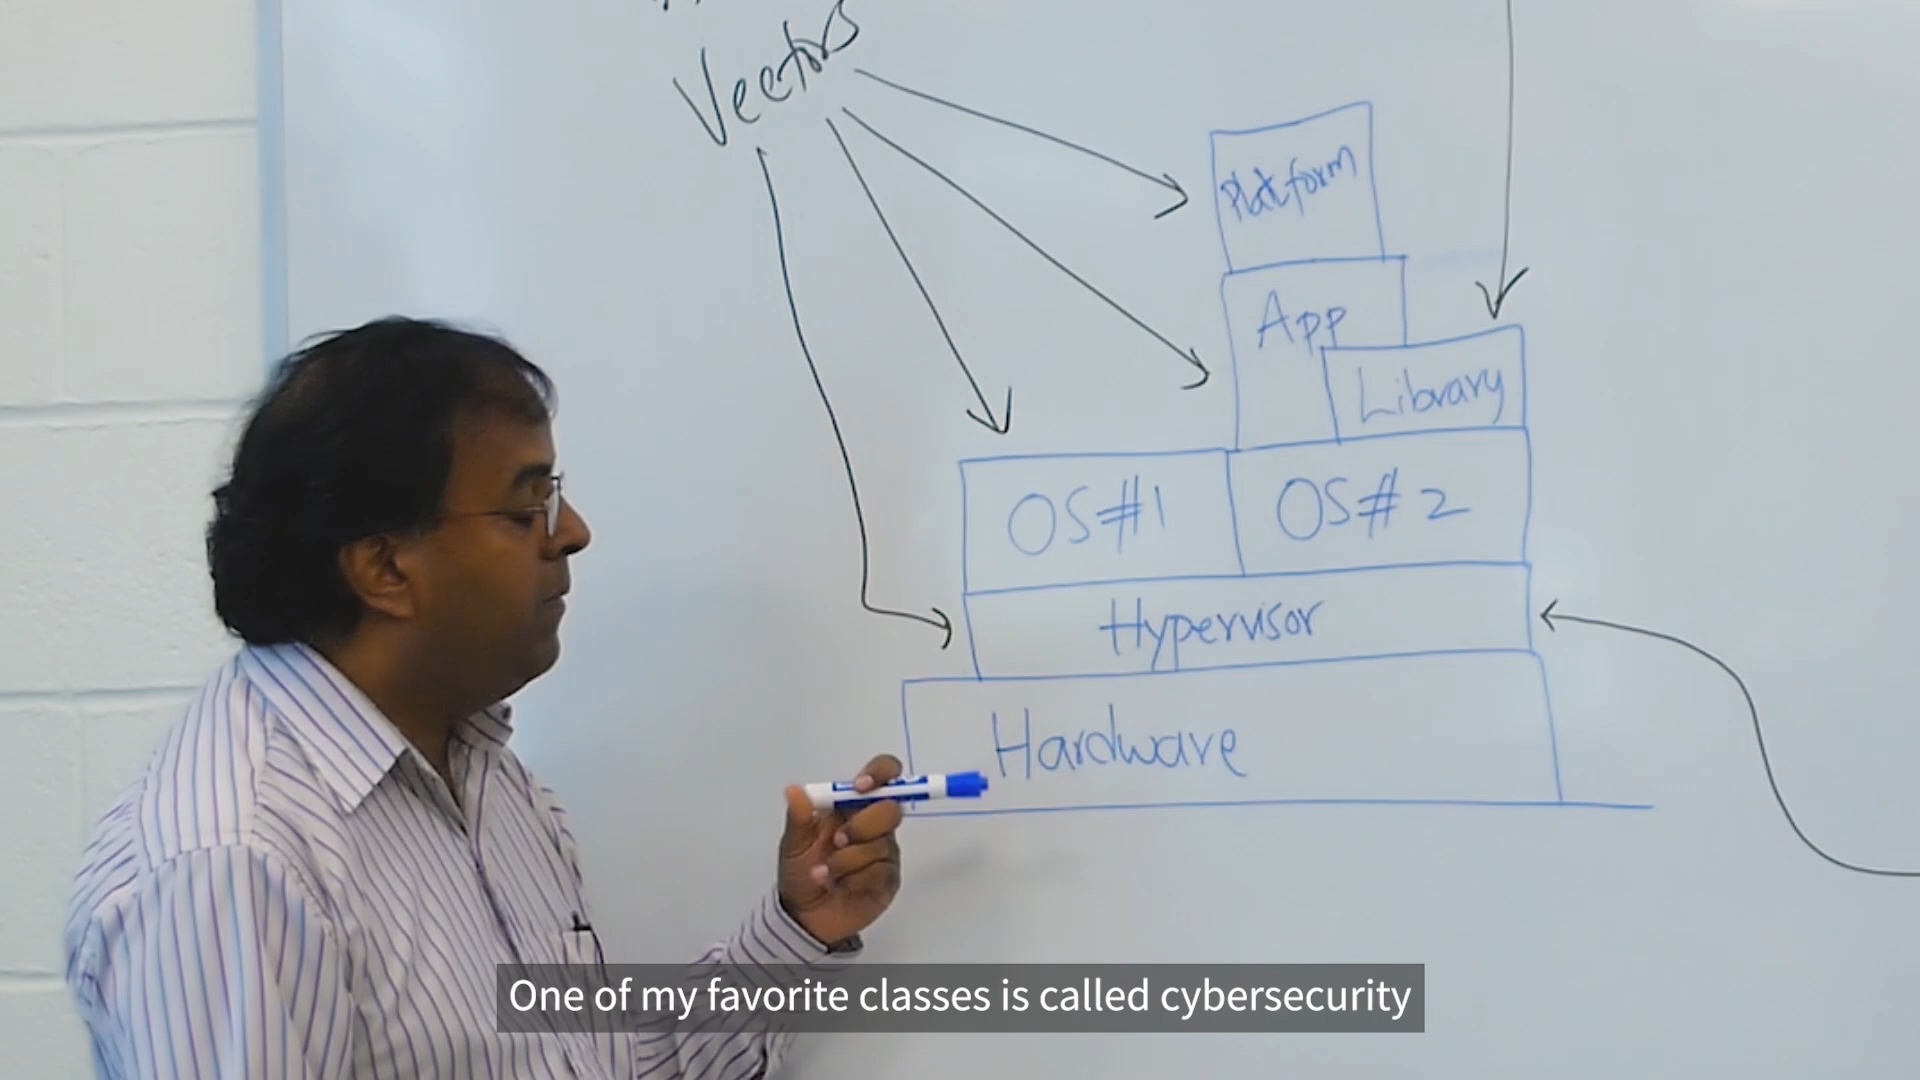 Vectors
Platform
App
Library
OS#1
OS#2
Hypervisor
Hardware
One of my favorite classes is called cybersecurity